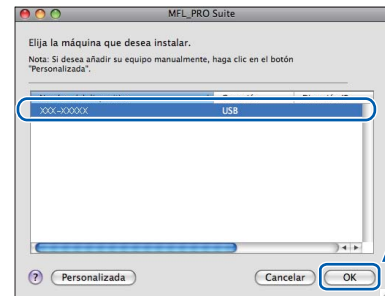 MFL_PRO Suite
Elija la máquina que desea instalar.
Nota: Si desea añadir su equipo manualmente, haga clic en el botón
"Personalizada".
XXX-XXXXX USB
? Personalizada Cancelar OK